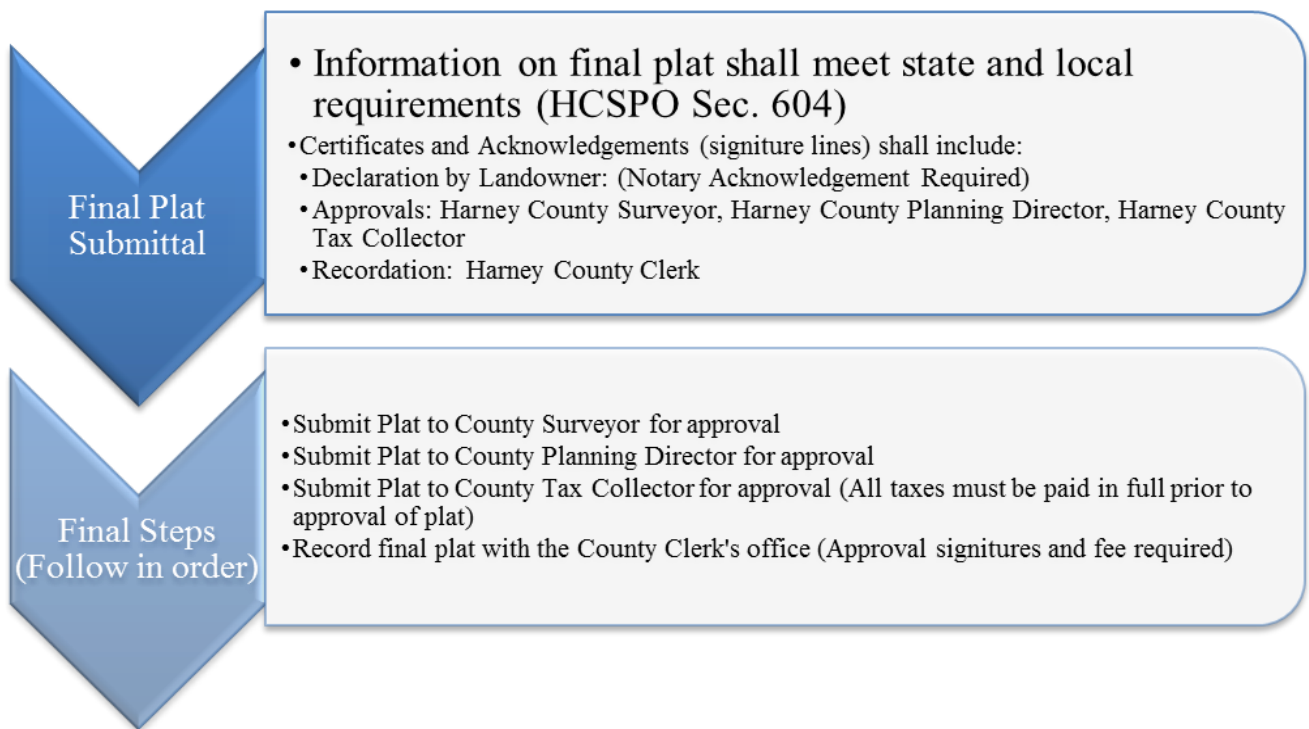 Final Plat
Submittal
• Information on final plat shall meet state and local
requirements (HCSPO Sec. 604)
•Certificates and Acknowledgements (signiture lines) shall include:
•Declaration by Landowner: (Notary Acknowledgement Required)
•Approvals: Harney County Surveyor, Harney County Planning Director, Harney County
Tax Collector
•Recordation:  Harney County Clerk
Final Steps
(Follow in order)
•Submit Plat to County Surveyor for approval
•Submit Plat to County Planning Director for approval
•Submit Plat to County Tax Collector for approval (All taxes must be paid in full prior to
approval of plat)
•Record final plat with the County Clerk's office (Approval signitures and fee required)